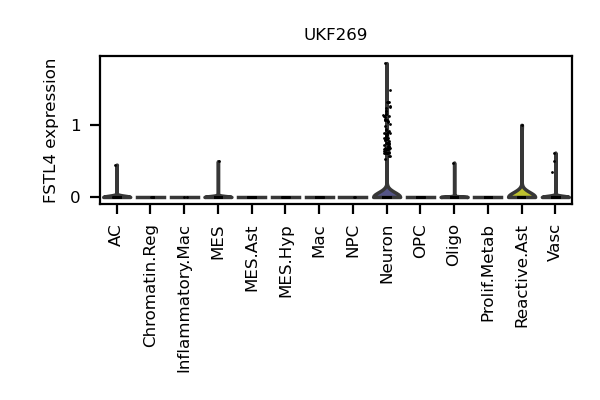 UKF269
FSTL4 expression
1
0
AC
Chromatin.Reg
Inflammatory.Mac
MES
MES.Ast
MES.Hyp
Mac
NPC
Neuron
OPC
Oligo
Prolif.Metab
Reactive.Ast
Vasc